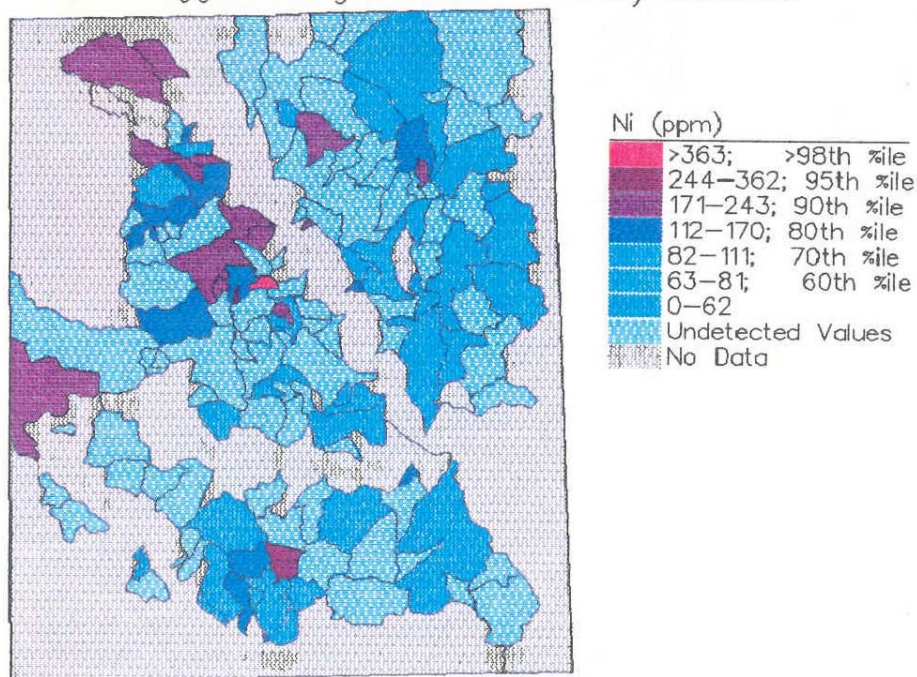 Ni (ppm)
>363; >98th %ile
244-362; 95th %ile
171-243; 90th %ile
112-170; 80th %ile
82-111; 70th %ile
63-81; 60th %ile
0-62
Undetected Values
No Data